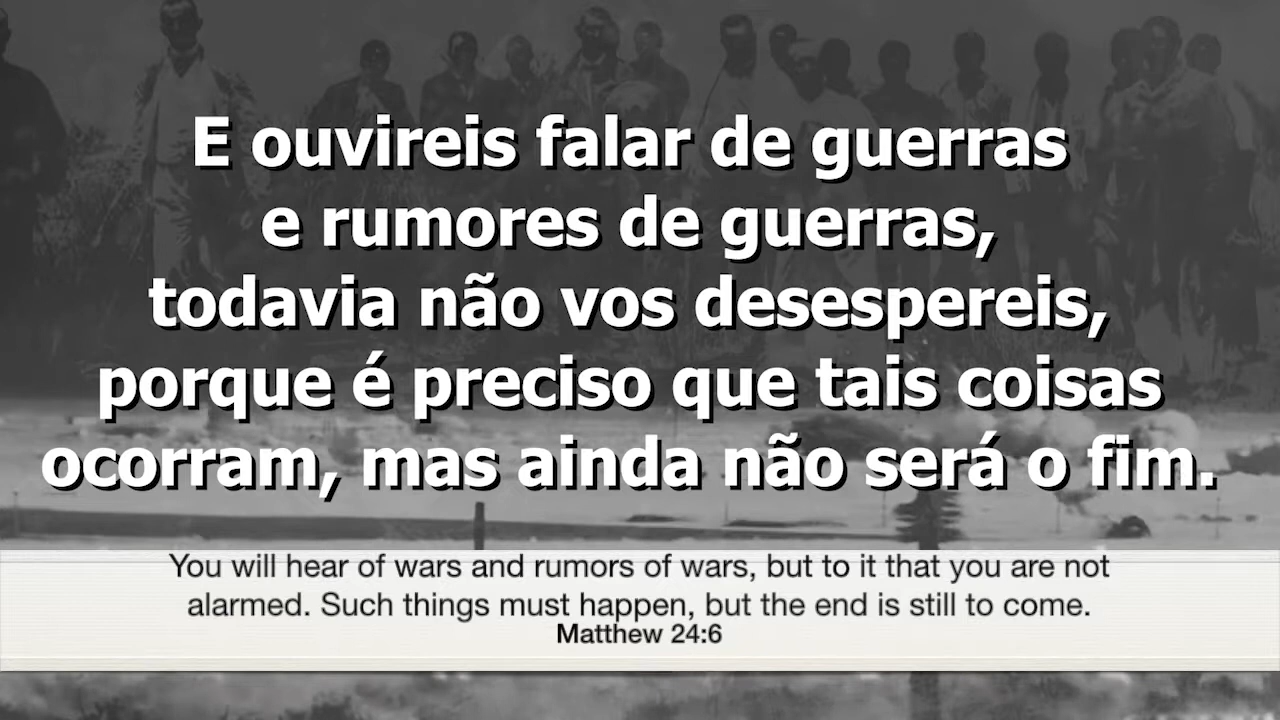 E ouvireis falar de guerras
e rumores de guerras,
todavia não vos desespereis,
porque é preciso que tais coisas
ocorram, mas ainda não será o fim.
You will hear of wars and rumors of wars, but to it that you are not
alarmed. Such things must happen, but the end is still to come.
Matthew 24:6